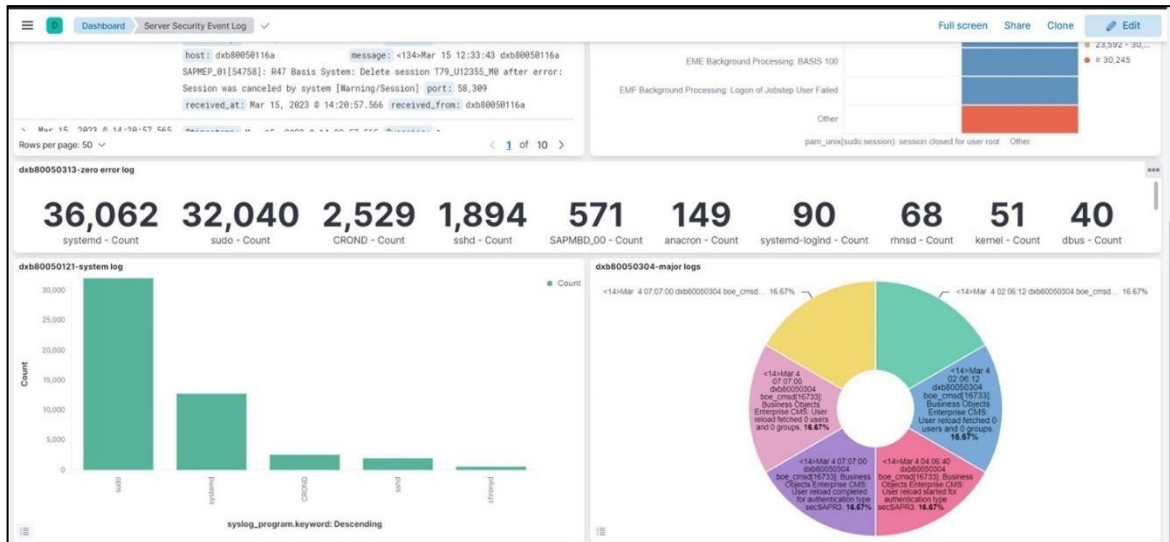 D Dashboard Server Security Event Log Full screen Share Clone Edit
host: dxb80050116a message: <134>Mar 15 12:33:43 dxb80050116a
SAPMEP_01[54758]: R47 Basis System: Delete session T79_U12355_M0 after error:
Session was canceled by system [Warning/Session] port: 58,309
received_at: Mar 15, 2023 @ 14:20:57.566 received_from: dxb80050116a
Mar 15, 2023 @ 14:20:57.565
Rows per page: 50 1 of 10
23,592 - 30,...
≥ 30,245
EME Background Processing: BASIS 100
EMF Background Processing: Logon of Jobstep User Failed
Other
pam_unix(sudo:session): session closed for user root Other
dxb80050313-zero error log
36,062 32,040 2,529 1,894 571 149 90 68 51 40
systemd - Count sudo - Count CROND - Count sshd - Count SAPMBD_00 - Count anacron - Count systemd-logind - Count rhnsd - Count kernel - Count dbus - Count
dxb80050121-system log
Count
30,000
25,000
20,000
15,000
10,000
5,000
0
Count
sudo
systemd
CROND
sshd
chronyd
syslog_program.keyword: Descending
dxb80050304-major logs
<14>Mar 4 07:07:00 dxb80050304 boe_cmsd... 16.67%
<14>Mar 4 02:06:12 dxb80050304 boe_cmsd... 16.67%
<14>Mar 4
07:07:00
dxb80050304
boe_cmsd[16733]:
Business Objects
Enterprise CMS: User
reload fetched 0 users
and 0 groups. 16.67%
<14>Mar 4
02:06:12
dxb80050304
boe_cmsd[16733]:
Business Objects
Enterprise CMS:
User reload fetched 0
users and 0 groups.
16.67%
<14>Mar 4 07:07:00
dxb80050304
boe_cmsd[16733]: Business
Objects Enterprise CMS:
User reload completed
for authentication type
secSAPR3. 16.67%
<14>Mar 4 04:06:40
dxb80050304
boe_cmsd[16733]: Business
Objects Enterprise CMS:
User reload started for
authentication type
secSAPR3. 16.67%